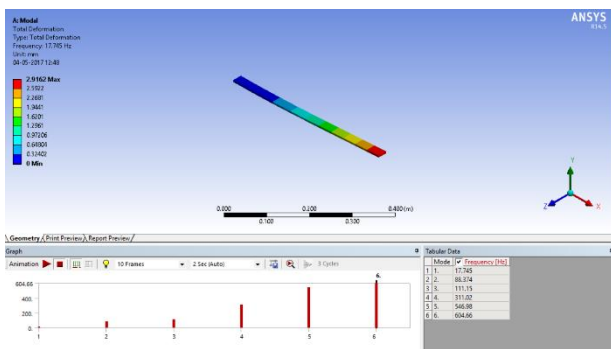 A: Modal
Total Deformation
Type: Total Deformation
Frequency: 17.745 Hz
Unit: mm
04-05-2017 12:40
2.9162 Max
2.5922
2.2681
1.9441
1.6201
1.2961
0.97206
0.64804
0.32402
0 Min
ANSYS
R14.5
Y
Z
X
0.000 0.200 0.400 (m)
0.100 0.300
Geometry / Print Preview / Report Preview /
Graph
Animation 10 Frames 2 Sec (Auto) 3 Cycles
604.66
400.
200.
0.
6.
1 2 3 4 5 6
Tabular Data
Mode Frequency [Hz]
1 1. 17.745
2 2. 88.374
3 3. 111.15
4 4. 311.02
5 5. 546.98
6 6. 604.66